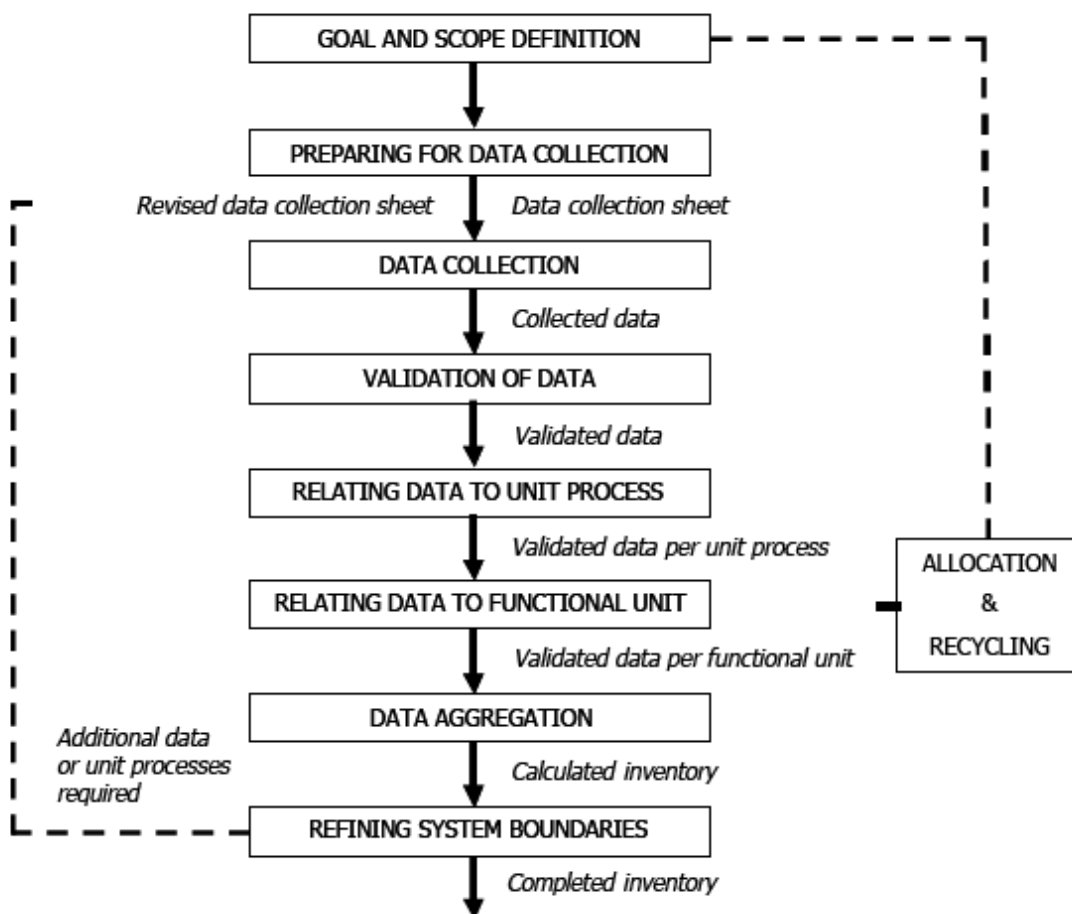 GOAL AND SCOPE DEFINITION
PREPARING FOR DATA COLLECTION
Revised data collection sheet
Data collection sheet
DATA COLLECTION
Collected data
VALIDATION OF DATA
Validated data
RELATING DATA TO UNIT PROCESS
Validated data per unit process
ALLOCATION
&
RECYCLING
RELATING DATA TO FUNCTIONAL UNIT
Validated data per functional unit
DATA AGGREGATION
Additional data
or unit processes
required
Calculated inventory
REFINING SYSTEM BOUNDARIES
Completed inventory